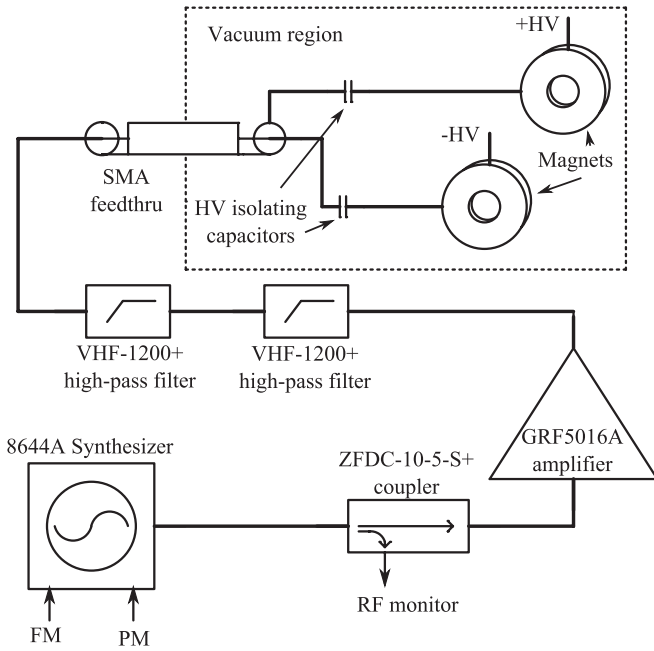 Vacuum region
+HV
-HV
Magnets
SMA
feedthru
HV isolating
capacitors
VHF-1200+
high-pass filter
VHF-1200+
high-pass filter
8644A Synthesizer
ZFDC-10-5-S+
coupler
GRF5016A
amplifier
RF monitor
FM
PM